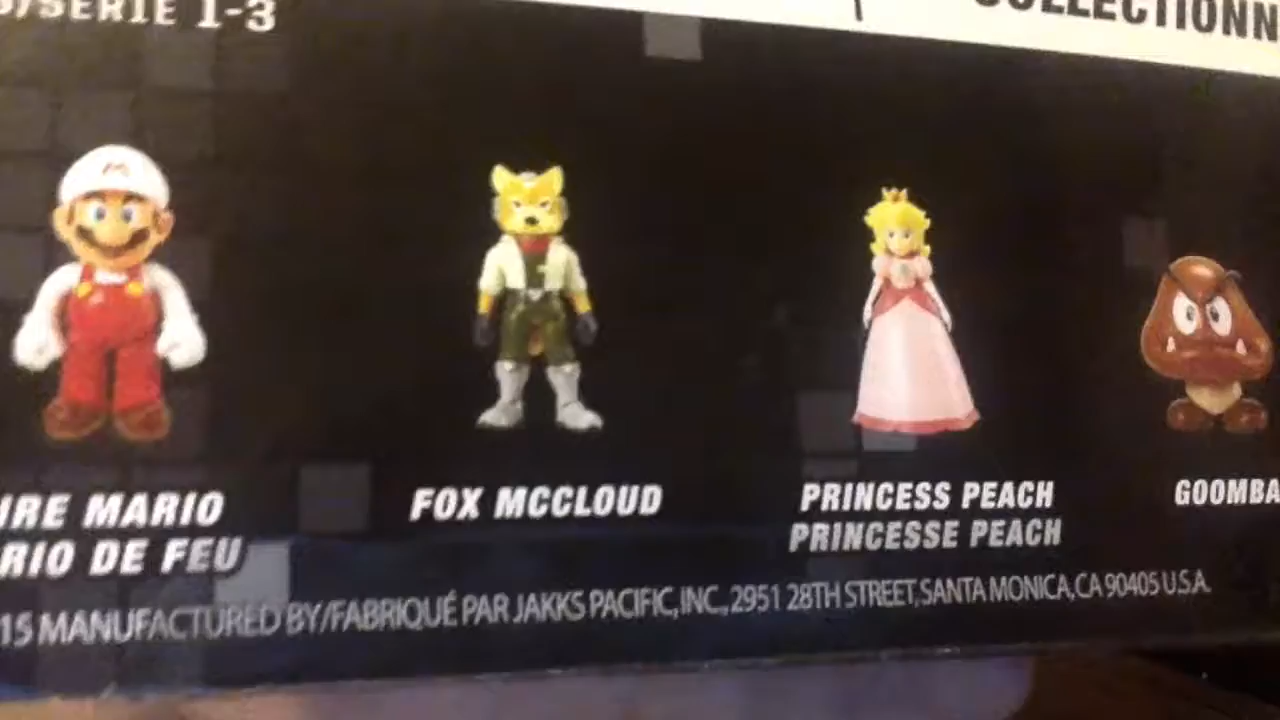 /SERIE 1-3
COLLECTIONN
IRE MARIO
RIO DE FEU
FOX MCCLOUD
PRINCESS PEACH
PRINCESSE PEACH
GOOMBA
15 MANUFACTURED BY/FABRIQUÉ PAR JAKKS PACIFIC, INC., 2951 28TH STREET, SANTA MONICA, CA 90405 U.S.A.